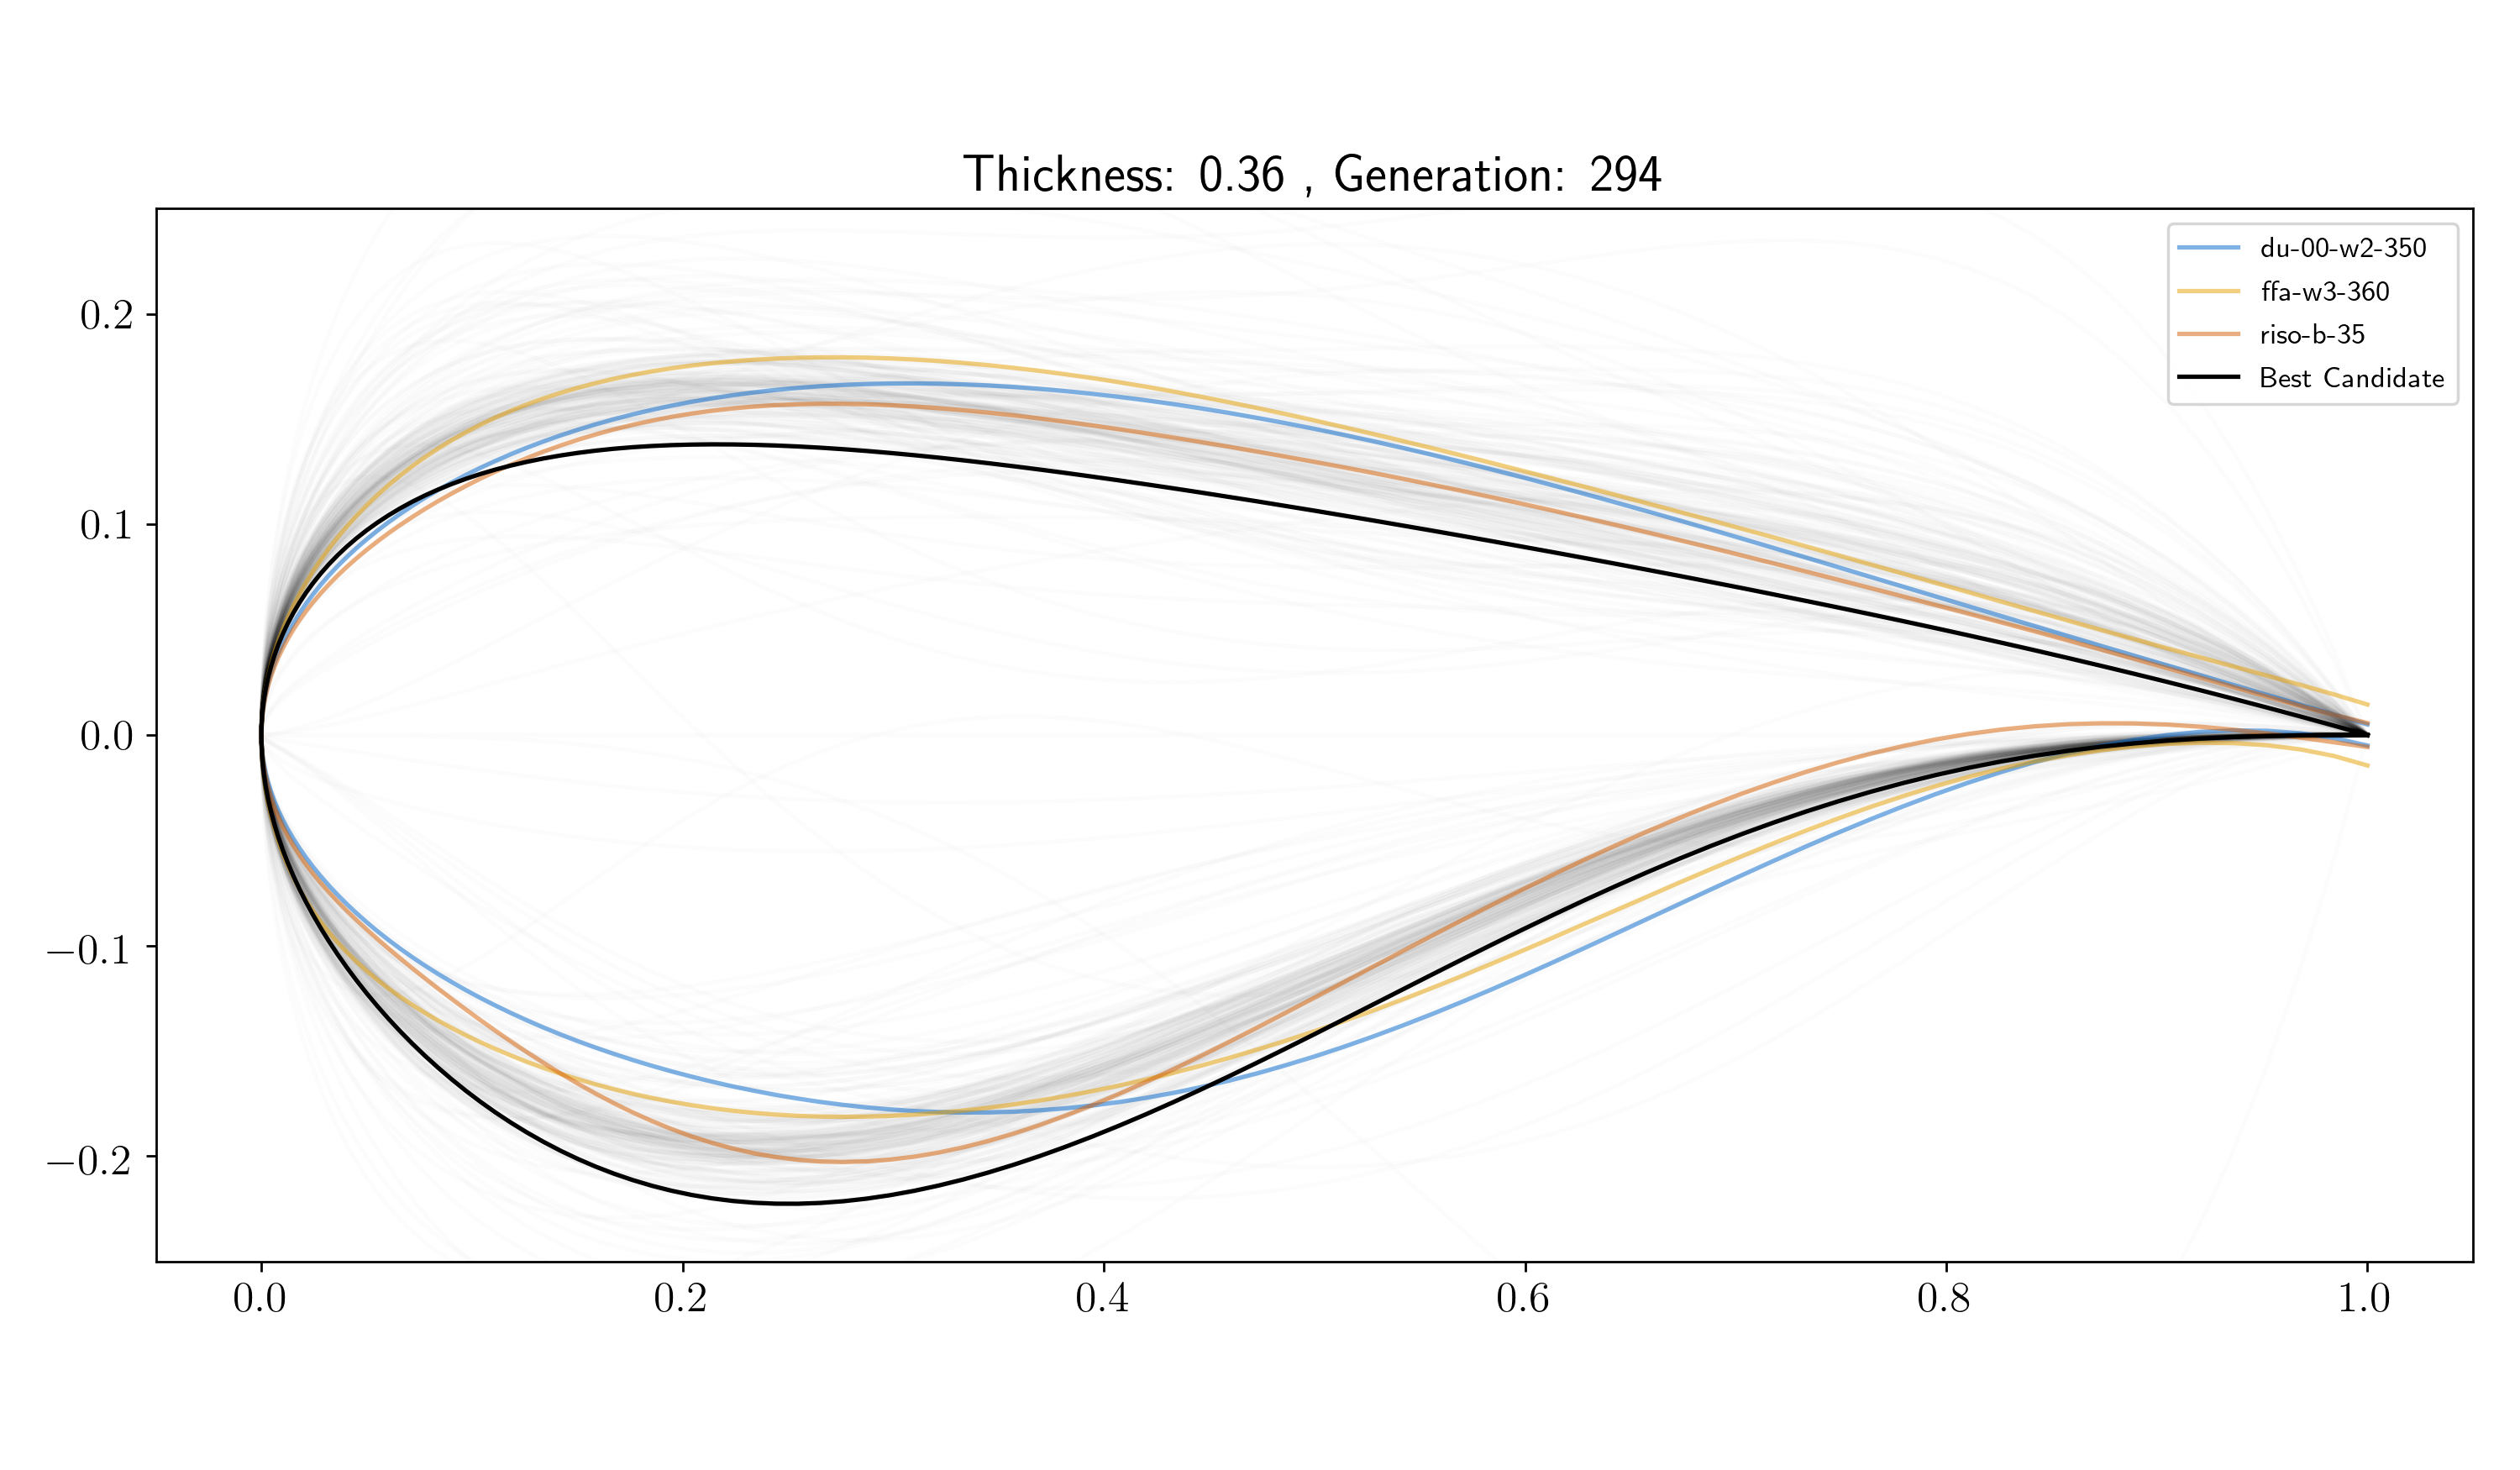 Thickness: 0.36 , Generation: 294
du-00-w2-350
ffa-w3-360
riso-b-35
Best Candidate
0.2
0.1
0.0
−0.1
−0.2
0.0 0.2 0.4 0.6 0.8 1.0